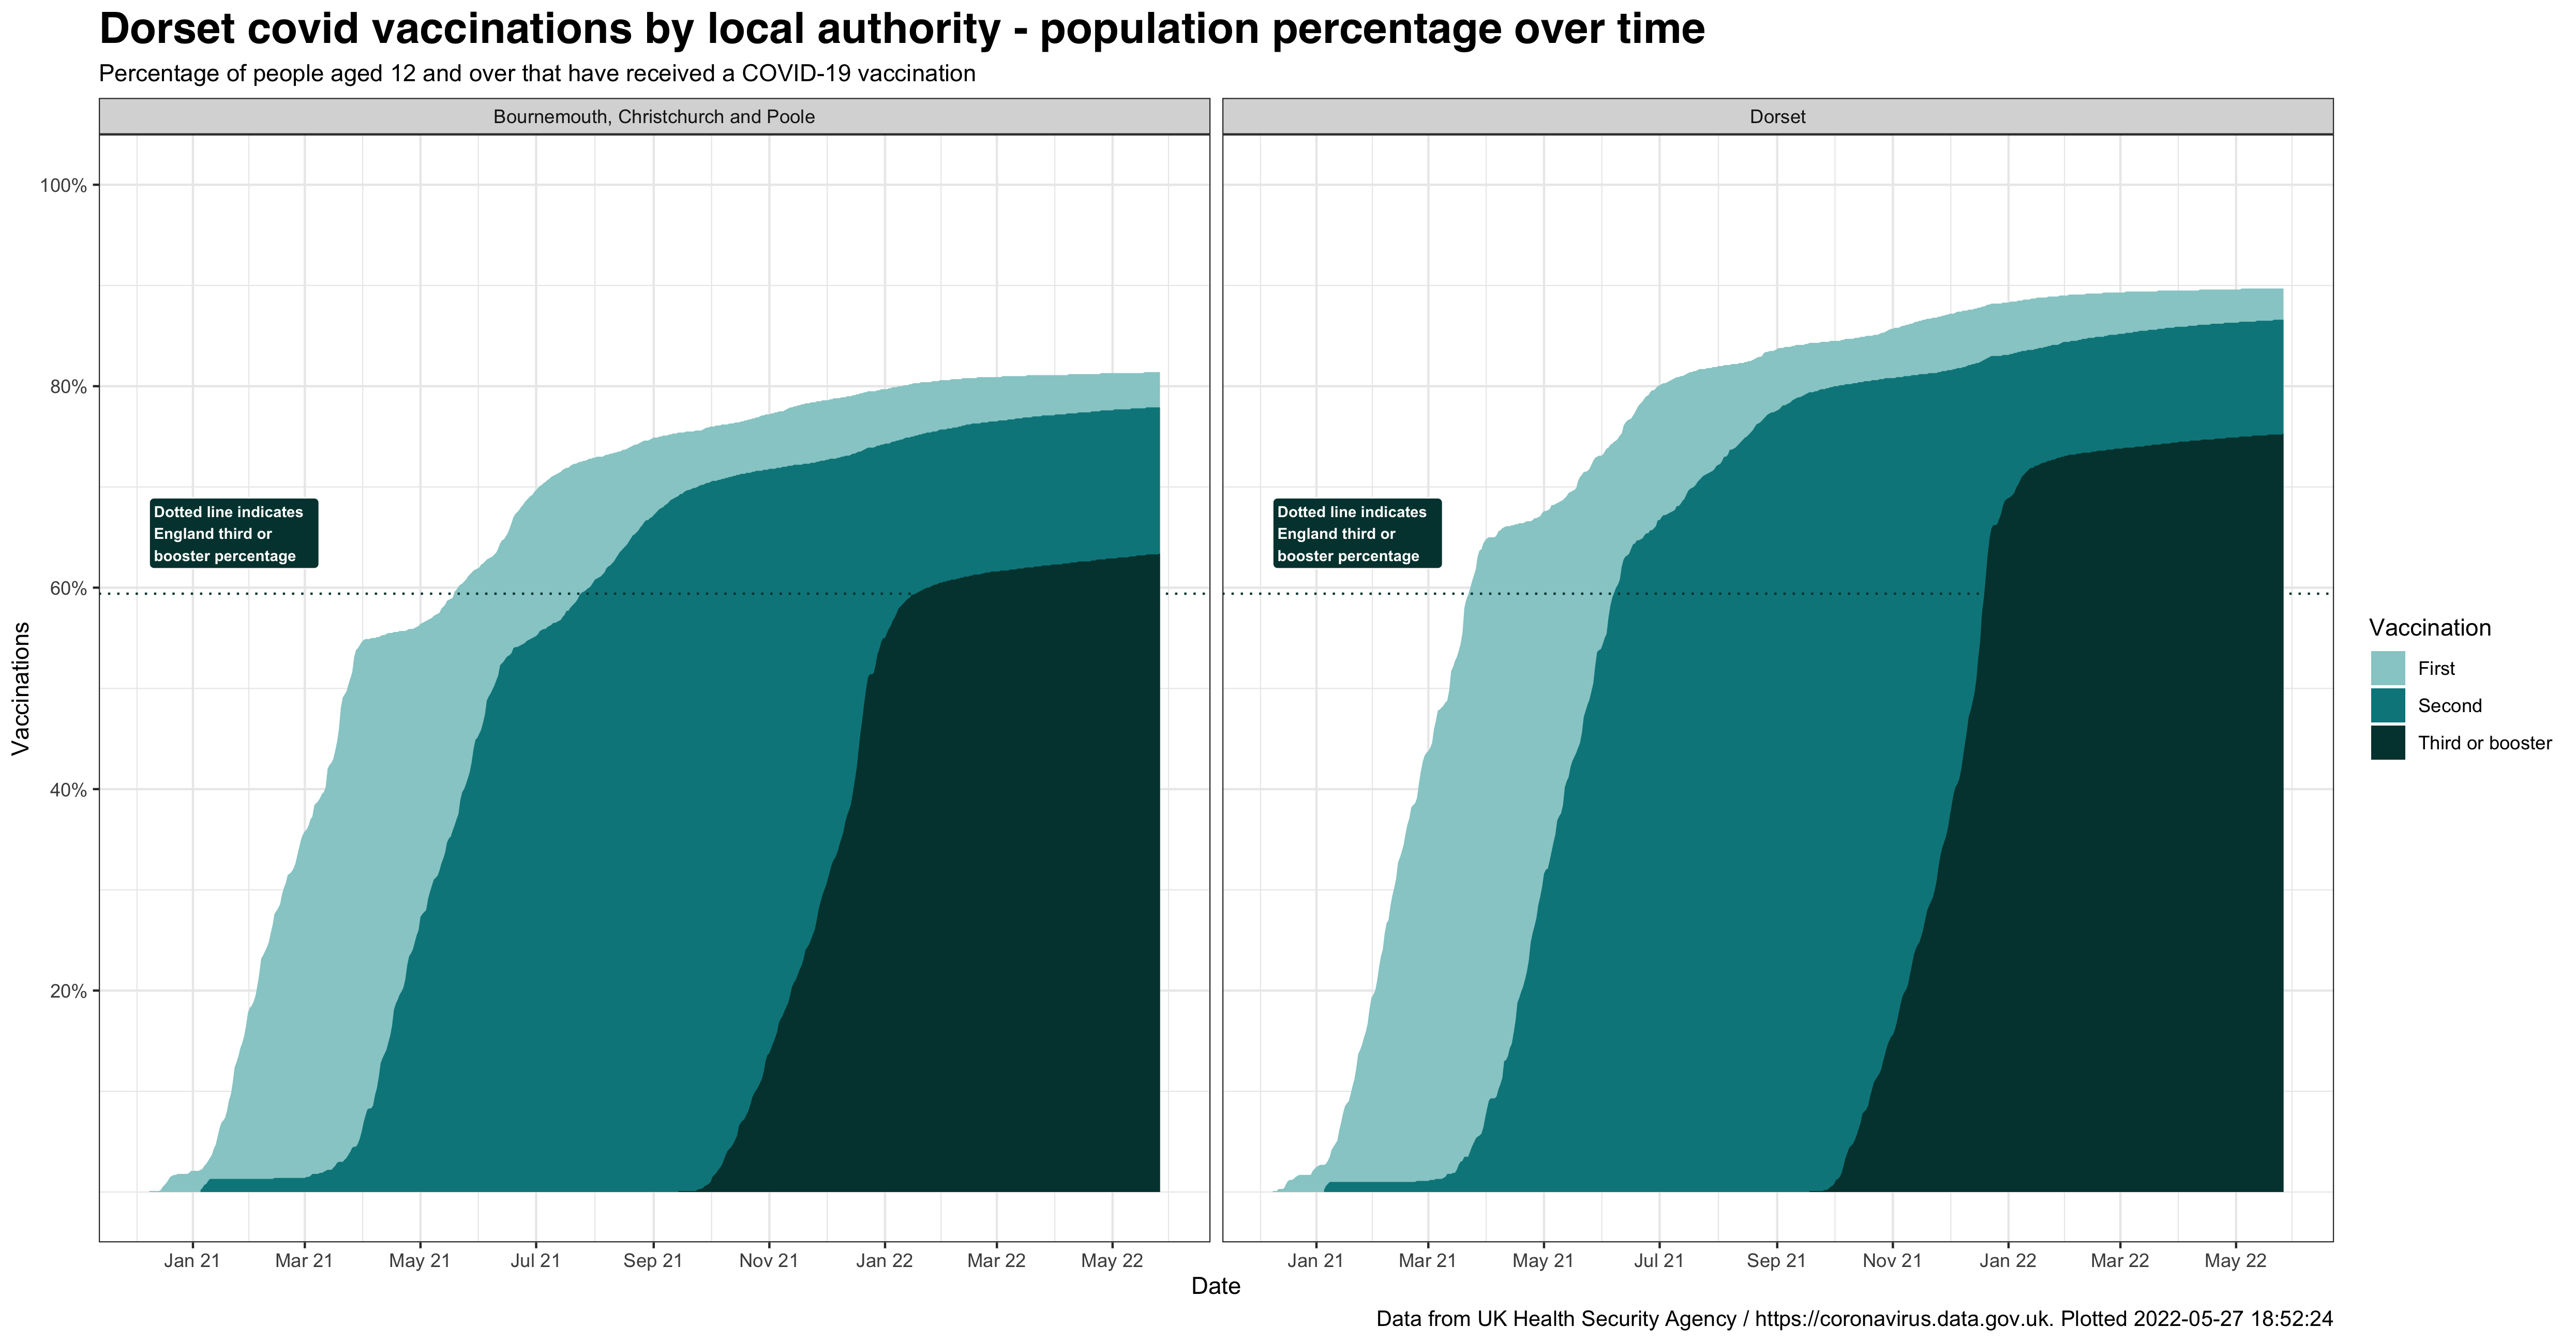 Dorset covid vaccinations by local authority - population percentage over time
Percentage of people aged 12 and over that have received a COVID-19 vaccination
Bournemouth, Christchurch and Poole
Dorset
100%
80%
60%
40%
20%
Vaccinations
Dotted line indicates
England third or
booster percentage
Dotted line indicates
England third or
booster percentage
Jan 21 Mar 21 May 21 Jul 21 Sep 21 Nov 21 Jan 22 Mar 22 May 22
Jan 21 Mar 21 May 21 Jul 21 Sep 21 Nov 21 Jan 22 Mar 22 May 22
Date
Vaccination
First
Second
Third or booster
Data from UK Health Security Agency / https://coronavirus.data.gov.uk. Plotted 2022-05-27 18:52:24